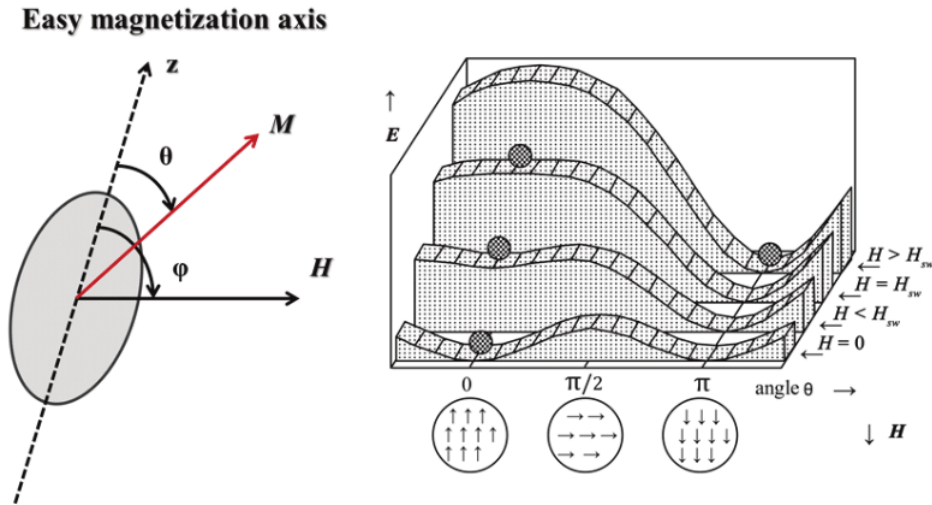 Easy magnetization axis
z
M
θ
φ
H
↑
E
H > H_sw
←
H = H_sw
←
H < H_sw
←
H = 0
←
0 π/2 π angle θ →
↑ ↑ ↑ →→ ↓ ↓ ↓
↑ ↑ ↑ ↑ →→→ ↓ ↓ ↓ ↓
↑ ↑ ↑ → → ↓ ↓ ↓
↓ H